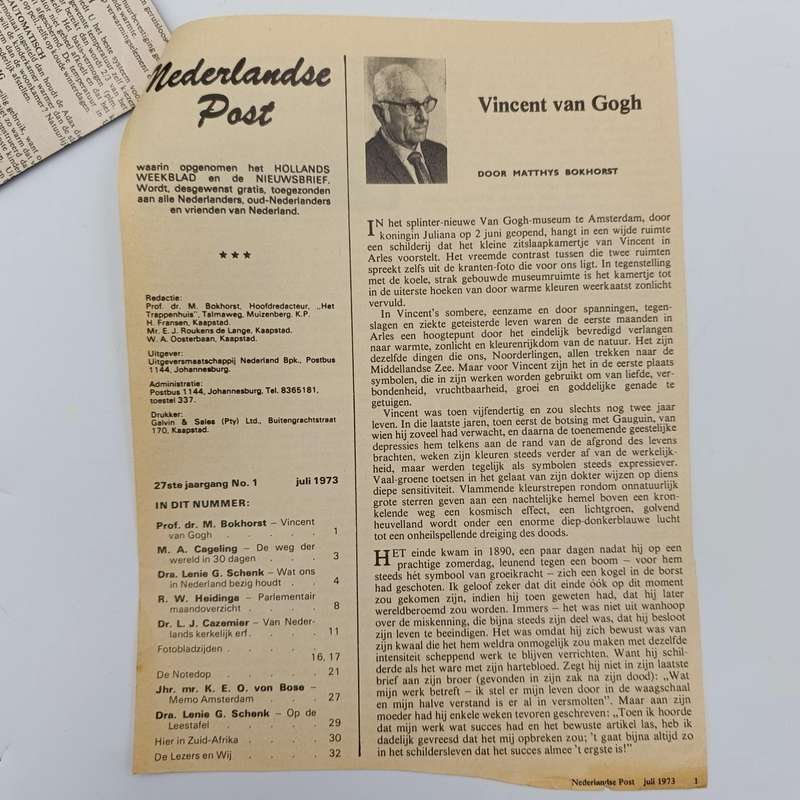 Nederlandse
Post
waarin opgenomen het HOLLANDS
WEEKBLAD en de NIEUWSBRIEF.
Wordt, desgewenst gratis, toegezonden
aan alle Nederlanders, oud-Nederlanders
en vrienden van Nederland.
★★★
Redactie:
Prof. dr. M. Bokhorst, Hoofdredacteur, „Het
Trappenhuis”, Talmaweg, Muizenberg. K.P.
H. Fransen, Kaapstad.
Mr. E. J. Roukens de Lange, Kaapstad.
W. A. Oosterbaan, Kaapstad.
Uitgever:
Uitgeversmaatschappij Nederland Bpk., Postbus
1144, Johannesburg.
Administratie:
Postbus 1144, Johannesburg, Tel. 8365181,
toestel 337.
Drukker:
Galvin & Sales (Pty) Ltd., Buitengrachtstraat
170, Kaapstad.
27ste jaargang No. 1 juli 1973
IN DIT NUMMER:
Prof. dr. M. Bokhorst – Vincent
van Gogh . . . . . 1
M. A. Cageling – De weg der
wereld in 30 dagen . . . 3
Dra. Lenie G. Schenk – Wat ons
in Nederland bezig houdt . . 4
R. W. Heidinga – Parlementair
maandoverzicht . . . . 8
Dr. L. J. Cazemier – Van Neder-
lands kerkelijk erf . . . . 11
Fotobladzijden . . . . .
16, 17
De Notedop . . . . . 21
Jhr. mr. K. E. O. von Bose –
Memo Amsterdam . . . . 27
Dra. Lenie G. Schenk – Op de
Leestafel . . . . . 29
Hier in Zuid-Afrika . . . . 30
De Lezers en Wij . . . . 32
Vincent van Gogh
DOOR MATTHYS BOKHORST
IN het splinter-nieuwe Van Gogh-museum te Amsterdam, door
koningin Juliana op 2 juni geopend, hangt in een wijde ruimte
een schilderij dat het kleine zitslaapkamertje van Vincent in
Arles voorstelt. Het vreemde contrast tussen die twee ruimten
spreekt zelfs uit de kranten-foto die voor ons ligt. In tegenstelling
met de koele, strak gebouwde museumruimte is het kamertje tot
in de uiterste hoeken van door warme kleuren weerkaatst zonlicht
vervuld.
In Vincent's sombere, eenzame en door spanningen, tegen-
slagen en ziekte geteisterde leven waren de eerste maanden in
Arles een hoogtepunt door het eindelijk bevredigd verlangen
naar warmte, zonlicht en kleurenrijkdom van de natuur. Het zijn
dezelfde dingen die ons, Noorderlingen, allen trekken naar de
Middellandse Zee. Maar voor Vincent zijn het in de eerste plaats
symbolen, die in zijn werken worden gebruikt om van liefde, ver-
bondenheid, vruchtbaarheid, groei en goddelijke genade te
getuigen.
Vincent was toen vijfendertig en zou slechts nog twee jaar
leven. In die laatste jaren, toen eerst de botsing met Gauguin, van
wien hij zoveel had verwacht, en daarna de toenemende geestelijke
depressies hem telkens aan de rand van de afgrond des levens
brachten, weken zijn kleuren steeds verder af van de werkelijk-
heid, maar werden tegelijk als symbolen steeds expressiever.
Vaal-groene toetsen in het gelaat van zijn dokter wijzen op diens
diepe sensitiviteit. Vlammende kleurstrepen rondom onnatuurlijk
grote sterren geven aan een nachtelijke hemel boven een kron-
kelende weg een kosmisch effect, een lichtgroen, golvend
heuvelland wordt onder een enorme diep-donkerblauwe lucht
tot een onheilspellende dreiging des doods.
HET einde kwam in 1890, een paar dagen nadat hij op een
prachtige zomerdag, leunend tegen een boom – voor hem
steeds hét symbool van groeikracht – zich een kogel in de borst
had geschoten. Ik geloof zeker dat dit einde óók op dit moment
zou gekomen zijn, indien hij toen geweten had, dat hij later
wereldberoemd zou worden. Immers – het was niet uit wanhoop
over de miskenning, die bijna steeds zijn deel was, dat hij besloot
zijn leven te beeindigen. Het was omdat hij zich bewust was van
zijn kwaal die het hem weldra onmogelijk zou maken met dezelfde
intensiteit scheppend werk te blijven verrichten. Want hij schil-
derde als het ware met zijn hartebloed. Zegt hij niet in zijn laatste
brief aan zijn broer (gevonden in zijn zak na zijn dood): „Wat
mijn werk betreft – ik stel er mijn leven door in de waagschaal
en mijn halve verstand is er al in versmolten”. Maar aan zijn
moeder had hij enkele weken tevoren geschreven: „Toen ik hoorde
dat mijn werk wat succes had en het bewuste artikel las, heb ik
dadelijk gevreesd dat het mij opbreken zou; 't gaat bijna altijd zo
in het schildersleven dat het succes almee 't ergste is!”
Nederlandse Post juli 1973 1